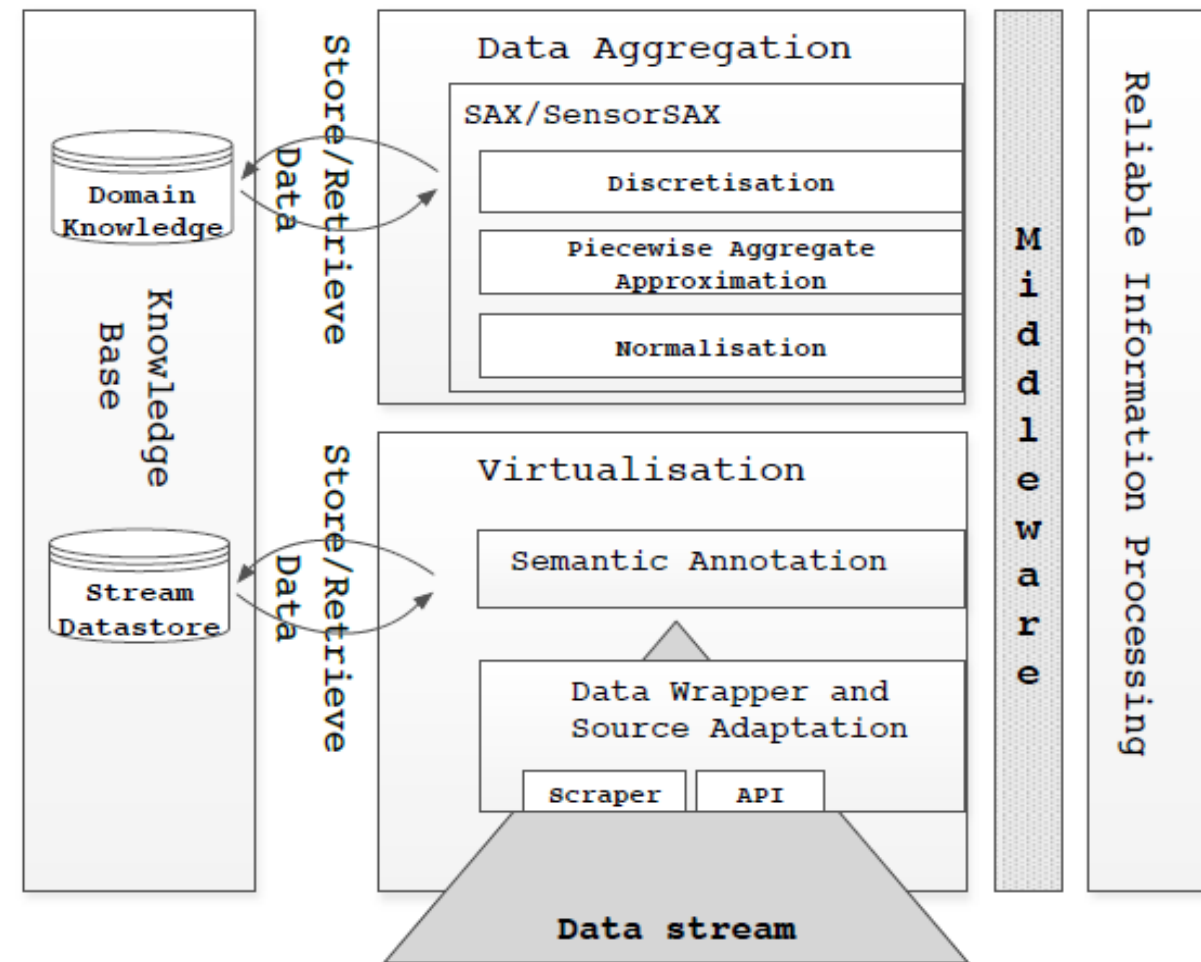 Domain
Knowledge
Knowledge
Base
Stream
Datastore
Store/Retrieve
Data
Store/Retrieve
Data
Data Aggregation
SAX/SensorSAX
Discretisation
Piecewise Aggregate
Approximation
Normalisation
Virtualisation
Semantic Annotation
Data Wrapper and
Source Adaptation
Scraper
API
Data stream
Middleware
Reliable Information Processing